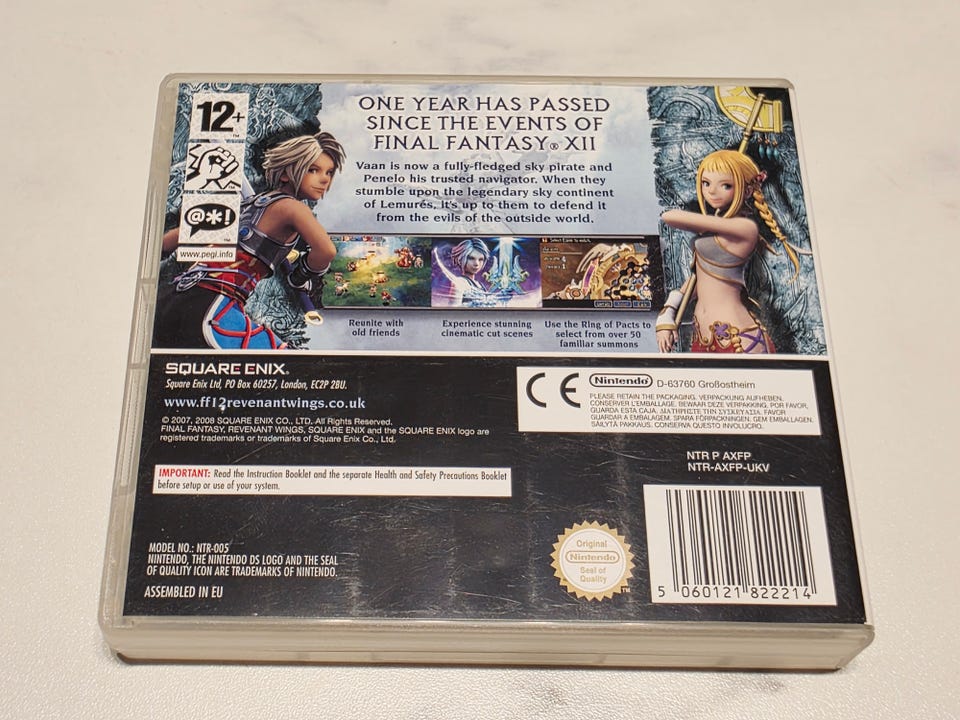 12+
ONE YEAR HAS PASSED
SINCE THE EVENTS OF
FINAL FANTASY® XII
Vaan is now a fully-fledged sky pirate and
Penelo his trusted navigator. When they
stumble upon the legendary sky continent
of Lemurés, it's up to them to defend it
from the evils of the outside world.
@*!
www.pegi.info
Reunite with
old friends
Experience stunning
cinematic cut scenes
Use the Ring of Pacts to
select from over 50
familiar summons
SQUARE ENIX.
Square Enix Ltd, PO Box 60257, London, EC2P 2BU.
www.ff12revenantwings.co.uk
© 2007, 2008 SQUARE ENIX CO., LTD. All Rights Reserved.
FINAL FANTASY, REVENANT WINGS, SQUARE ENIX and the SQUARE ENIX logo are
registered trademarks or trademarks of Square Enix Co., Ltd.
CE Nintendo® D-63760 Großostheim
PLEASE RETAIN THE PACKAGING. VERPACKUNG AUFHEBEN.
CONSERVER L'EMBALLAGE. BEWAAR DEZE VERPAKKING. POR FAVOR,
GUARDA ESTA CAJA. ΔΙΑΤΗΡΗΣΤΕ ΤΗΝ ΣΥΣΚΕΥΑΣΙΑ. FAVOR
GUARDAR A EMBALAGEM. SPARA FÖRPACKNINGEN. GEM EMBALLAGEN.
SÄILYTÄ PAKKAUS. CONSERVA QUESTO INVOLUCRO.
NTR P AXFP
NTR-AXFP-UKV
IMPORTANT: Read the Instruction Booklet and the separate Health and Safety Precautions Booklet
before setup or use of your system.
MODEL NO.: NTR-005
NINTENDO, THE NINTENDO DS LOGO AND THE SEAL
OF QUALITY ICON ARE TRADEMARKS OF NINTENDO.
ASSEMBLED IN EU
Original
Nintendo
Seal of
Quality
TM
5 060121 822214